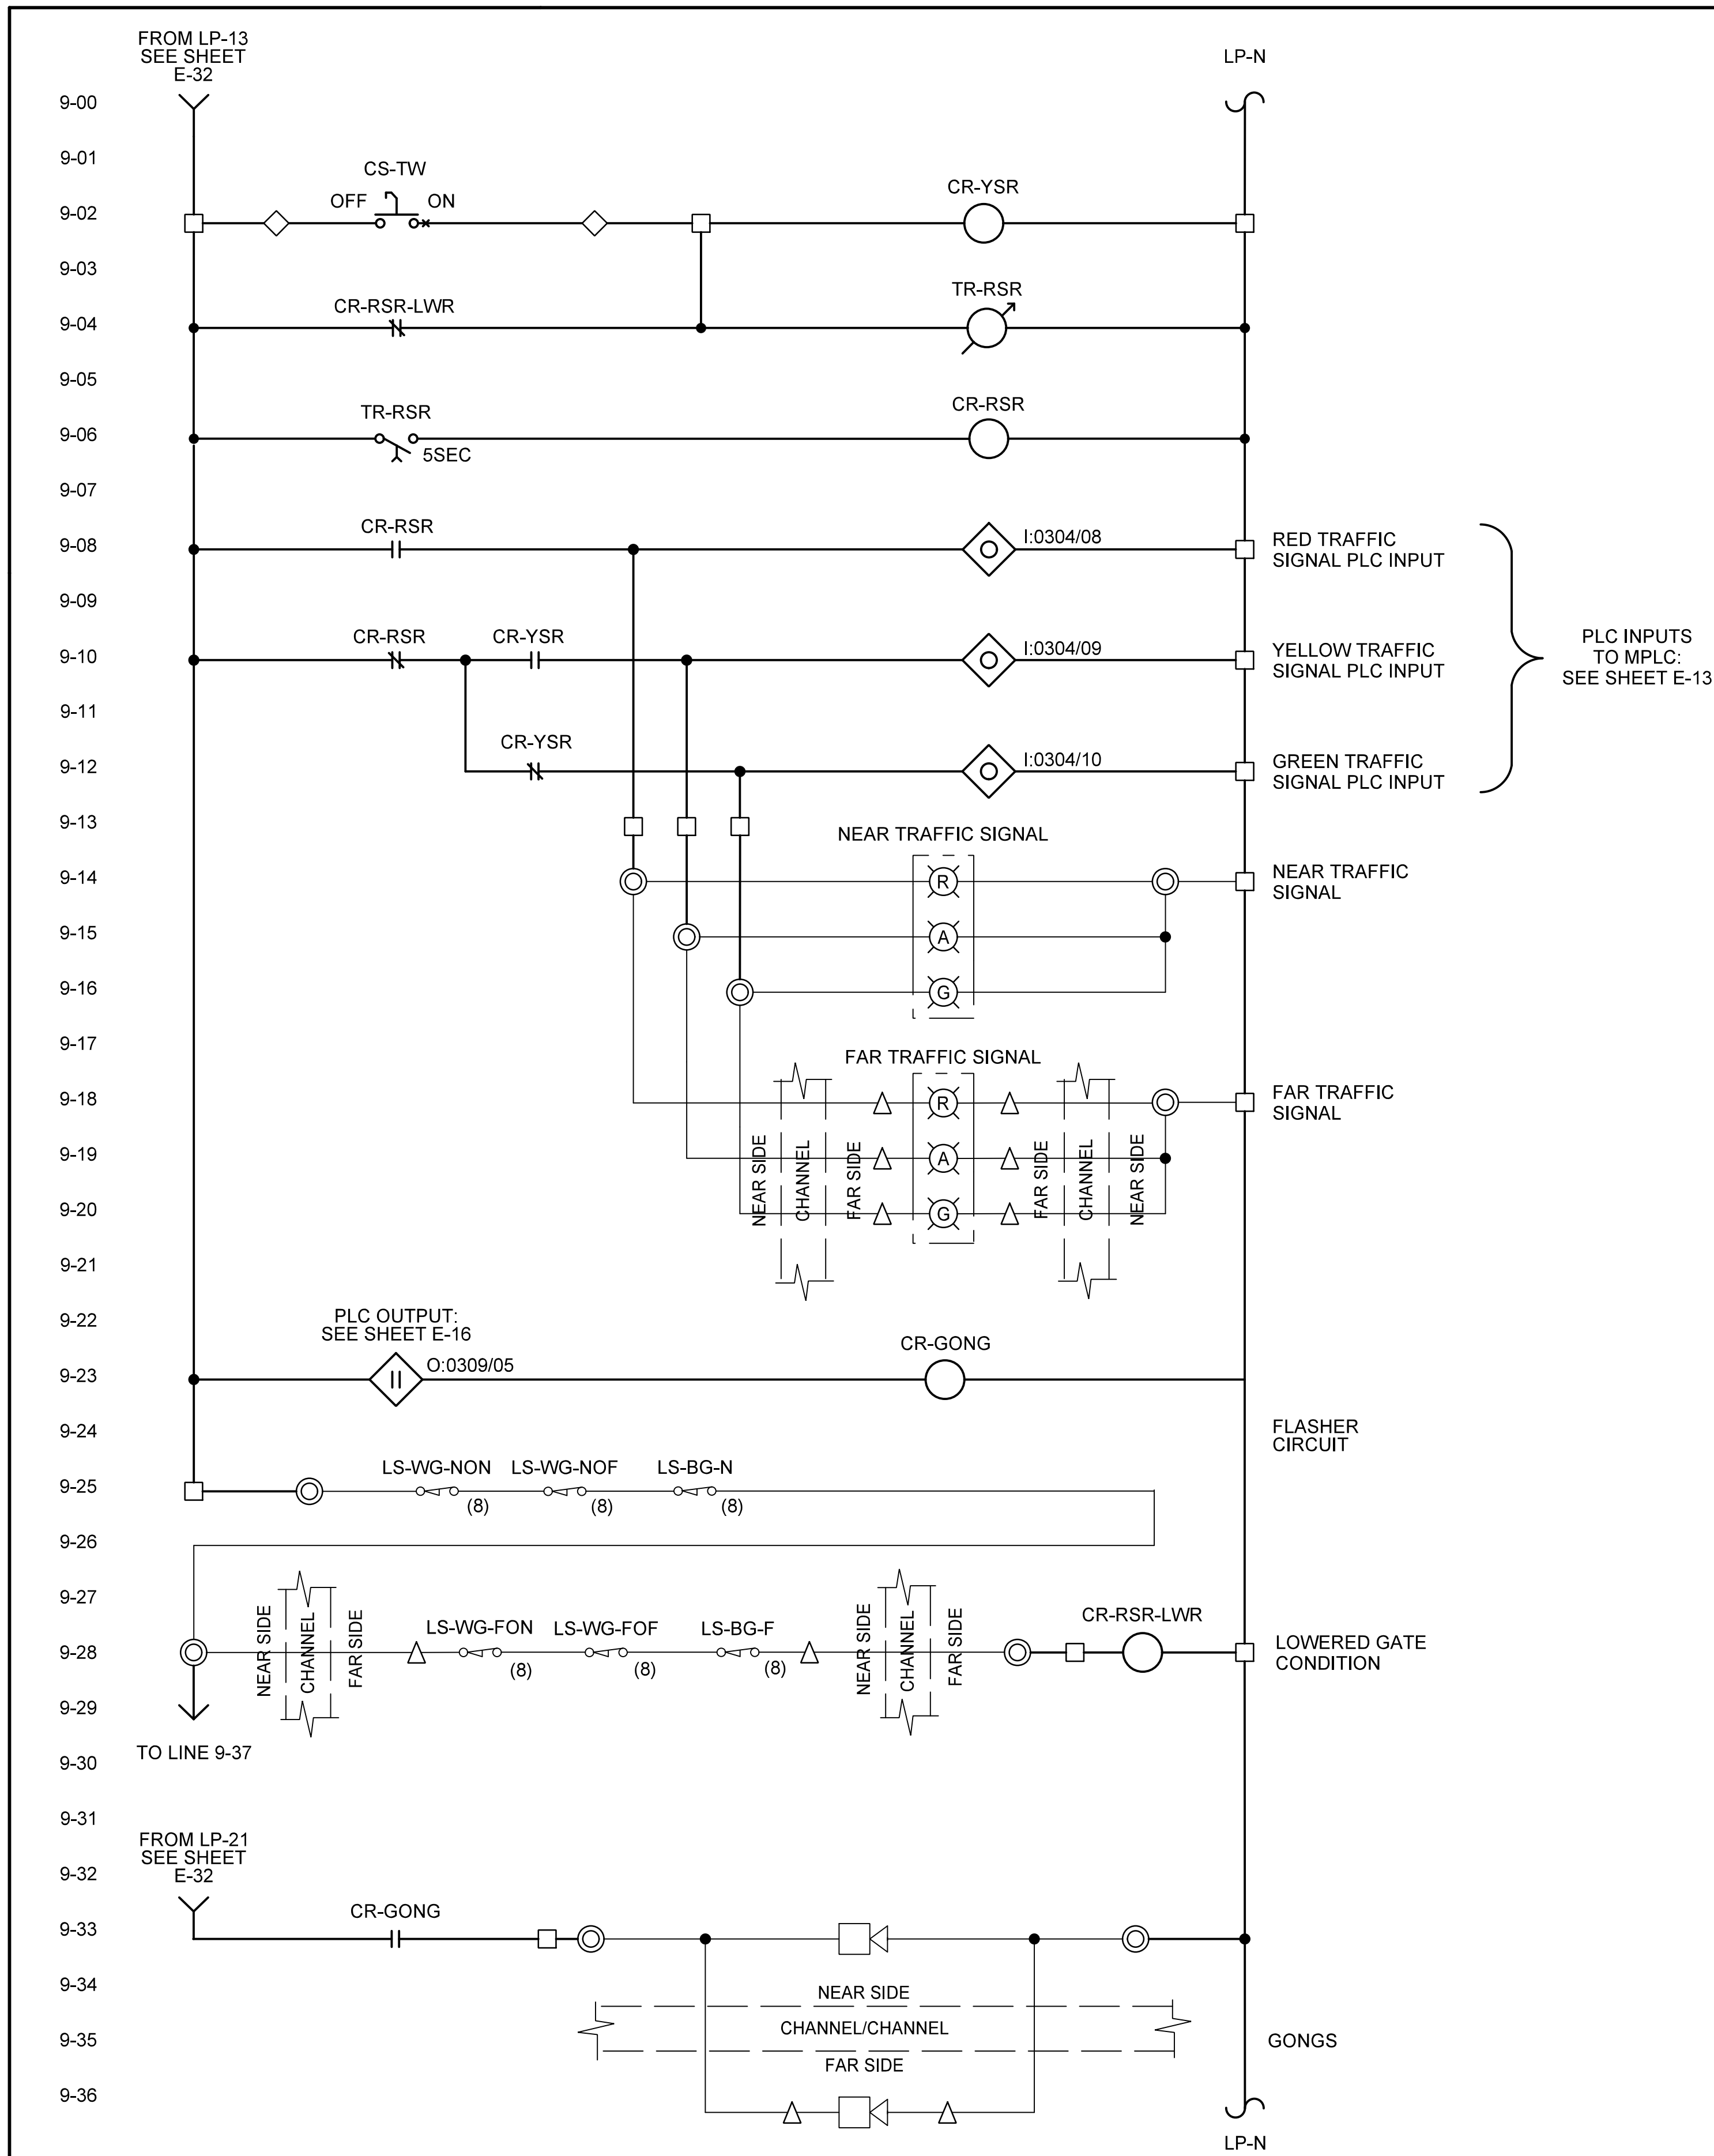 FROM LP-13
SEE SHEET
E-32
LP-N
9-00
9-01
CS-TW
9-02
OFF
ON
CR-YSR
9-03
CR-RSR-LWR
TR-RSR
9-04
9-05
TR-RSR
CR-RSR
9-06
5SEC
9-07
CR-RSR
9-08
I:0304/08
RED TRAFFIC
SIGNAL PLC INPUT
9-09
CR-RSR
CR-YSR
9-10
I:0304/09
YELLOW TRAFFIC
SIGNAL PLC INPUT
PLC INPUTS
TO MPLC:
SEE SHEET E-13
9-11
CR-YSR
9-12
I:0304/10
GREEN TRAFFIC
SIGNAL PLC INPUT
9-13
NEAR TRAFFIC SIGNAL
9-14
R
NEAR TRAFFIC
SIGNAL
9-15
A
9-16
G
9-17
FAR TRAFFIC SIGNAL
9-18
R
FAR TRAFFIC
SIGNAL
9-19
A
NEAR SIDE
CHANNEL
FAR SIDE
FAR SIDE
CHANNEL
NEAR SIDE
9-20
G
9-21
9-22
PLC OUTPUT:
SEE SHEET E-16
CR-GONG
9-23
O:0309/05
9-24
FLASHER
CIRCUIT
9-25
LS-WG-NON
LS-WG-NOF
LS-BG-N
(8)
(8)
(8)
9-26
9-27
NEAR SIDE
CHANNEL
FAR SIDE
LS-WG-FON
LS-WG-FOF
LS-BG-F
NEAR SIDE
CHANNEL
FAR SIDE
CR-RSR-LWR
9-28
(8)
(8)
(8)
LOWERED GATE
CONDITION
9-29
TO LINE 9-37
9-30
9-31
FROM LP-21
SEE SHEET
E-32
9-32
CR-GONG
9-33
9-34
NEAR SIDE
9-35
CHANNEL/CHANNEL
GONGS
FAR SIDE
9-36
LP-N